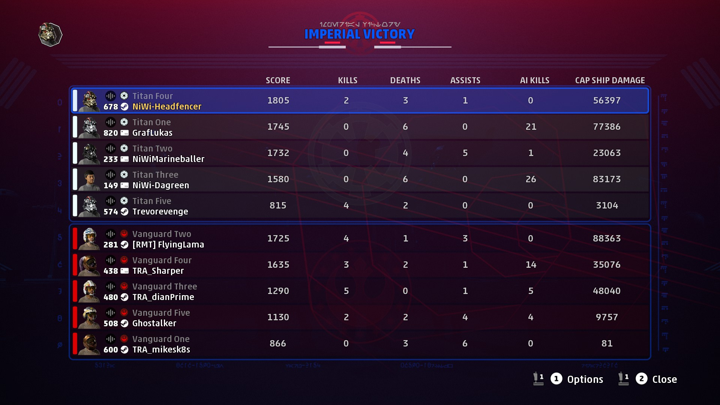 IMPERIAL VICTORY
SCORE KILLS DEATHS ASSISTS AI KILLS CAP SHIP DAMAGE
Titan Four
678 NiWi-Headfencer 1805 2 3 1 0 56397
Titan One
820 GrafLukas 1745 0 6 0 21 77386
Titan Two
233 NiWiMarineballer 1732 0 4 5 1 23063
Titan Three
149 NiWi-Dagreen 1580 0 6 0 26 83173
Titan Five
574 Trevorevenge 815 4 2 0 0 3104
Vanguard Two
281 [RMT] FlyingLama 1725 4 1 3 0 88363
Vanguard Four
438 TRA_Sharper 1635 3 2 1 14 35076
Vanguard Three
480 TRA_dianPrime 1290 5 0 1 5 48040
Vanguard Five
508 Ghostalker 1130 2 2 4 4 9757
Vanguard One
600 TRA_mikesk8s 866 0 3 6 0 81
1 1 Options 1 2 Close